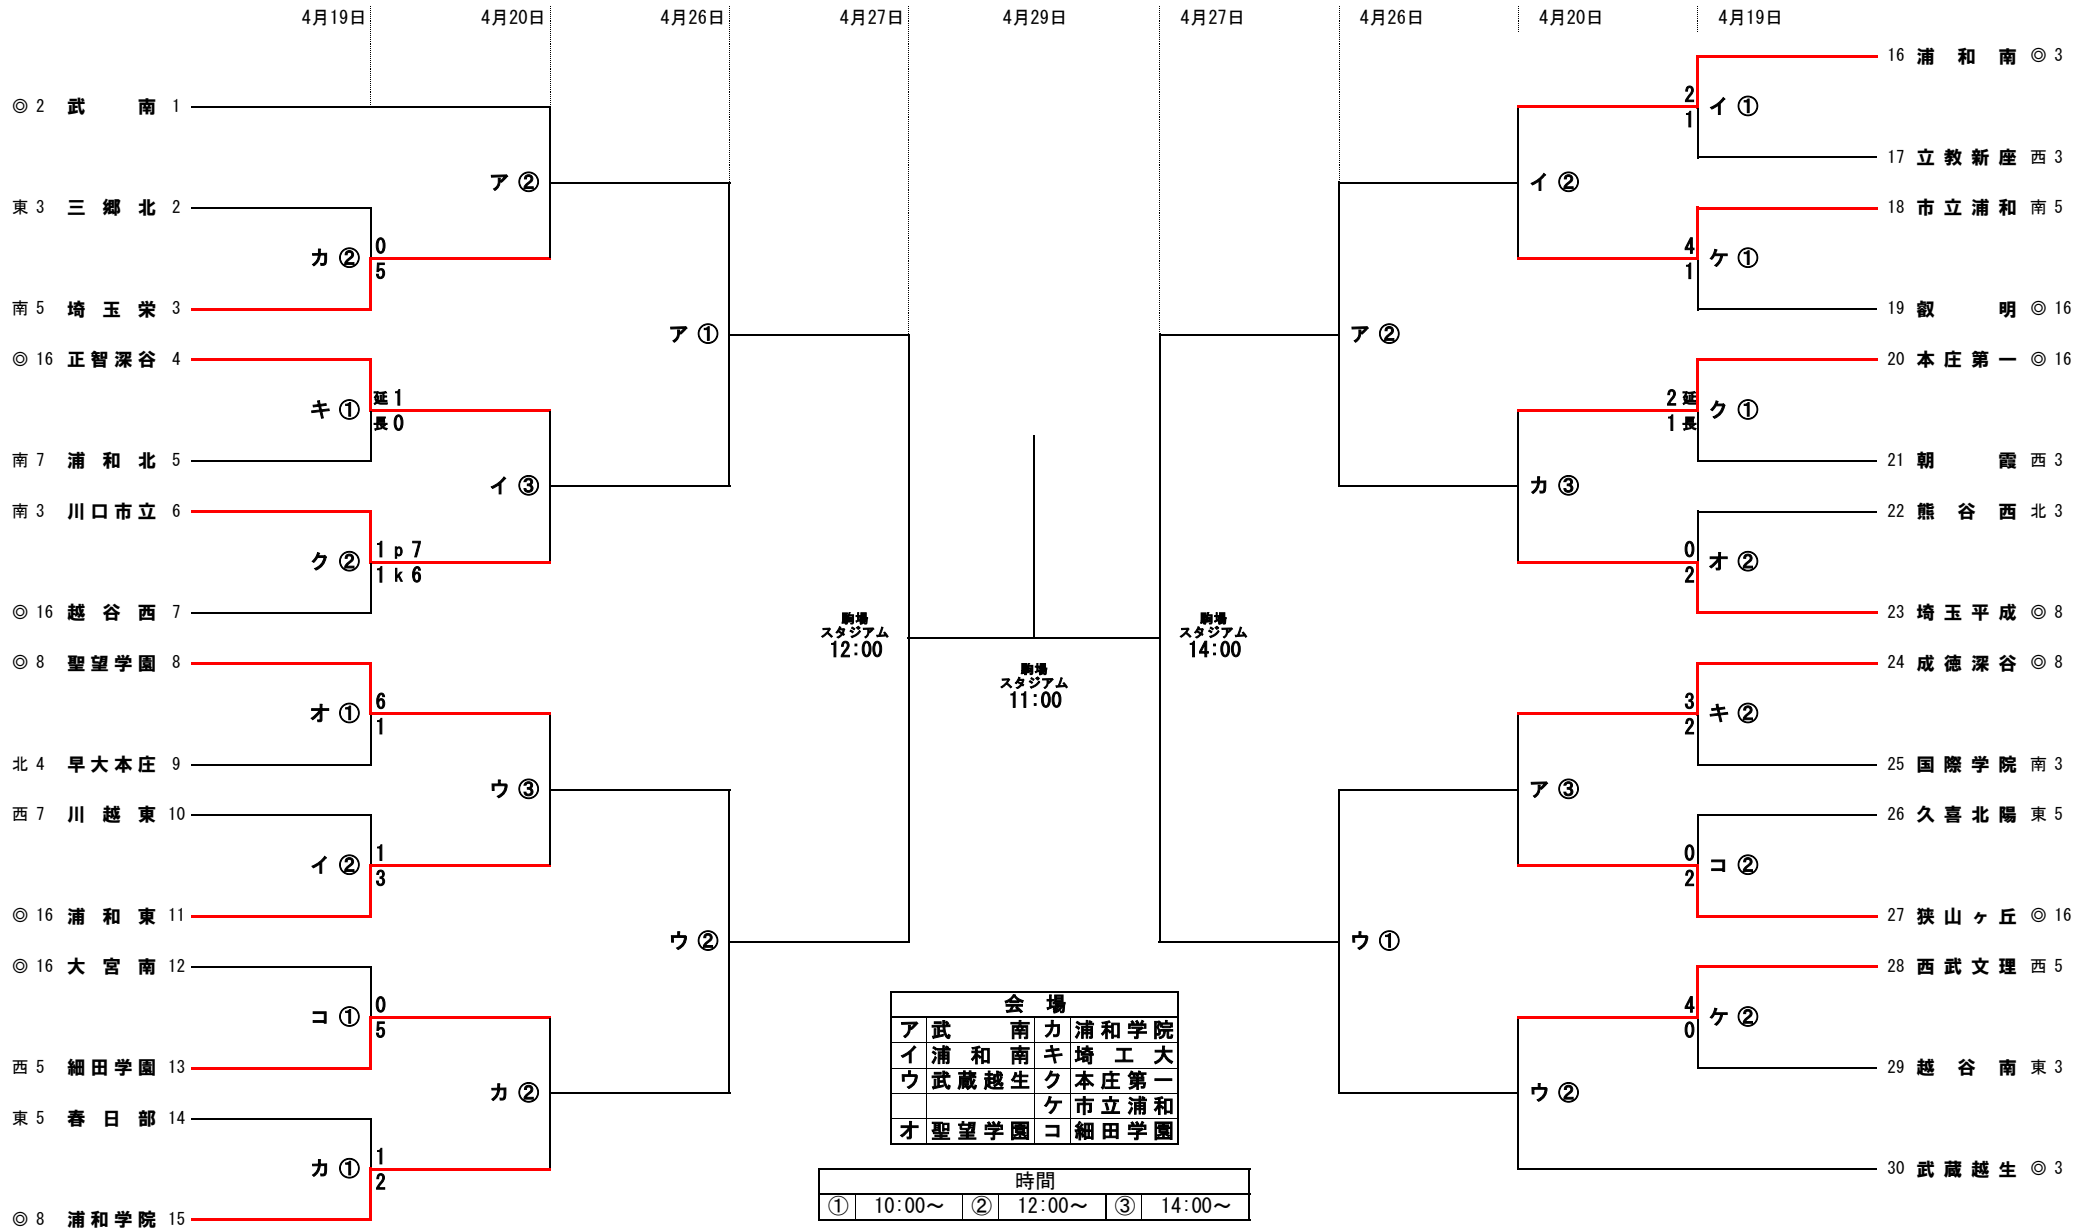 4月19日 4月20日 4月26日 4月27日 4月29日 4月27日 4月26日 4月20日 4月19日
16 浦和南 ◎ 3
◎ 2 武南 1
2 イ ①
1
17 立教新座 西 3
ア ② イ ②
東 3 三郷北 2
18 市立浦和 南 5
カ ② 0
5
4 ケ ①
1
南 5 埼玉栄 3
19 叡明 ◎ 16
ア ① ア ②
◎ 16 正智深谷 4
20 本庄第一 ◎ 16
キ ① 延 1
長 0
2 延 ク ①
1 長
南 7 浦和北 5
21 朝霞 西 3
イ ③ カ ③
南 3 川口市立 6
22 熊谷西 北 3
ク ② 1 p 7
1 k 6
0 オ ②
2
◎ 16 越谷西 7
23 埼玉平成 ◎ 8
駒場
スタジアム
12:00
駒場
スタジアム
14:00
駒場
スタジアム
11:00
◎ 8 聖望学園 8
24 成徳深谷 ◎ 8
オ ① 6
1
3 キ ②
2
北 4 早大本庄 9
25 国際学院 南 3
ウ ③ ア ③
西 7 川越東 10
26 久喜北陽 東 5
イ ② 1
3
0 コ ②
2
◎ 16 浦和東 11
27 狭山ヶ丘 ◎ 16
ウ ② ウ ①
◎ 16 大宮南 12
28 西武文理 西 5
コ ① 0
5
4 ケ ②
0
西 5 細田学園 13
29 越谷南 東 3
カ ② ウ ②
東 5 春日部 14
カ ① 1
2
30 武蔵越生 ◎ 3
◎ 8 浦和学院 15
会場
ア 武南 カ 浦和学院
イ 浦和南 キ 埼工大
ウ 武蔵越生 ク 本庄第一
ケ 市立浦和
オ 聖望学園 コ 細田学園
時間
① 10:00～ ② 12:00～ ③ 14:00～